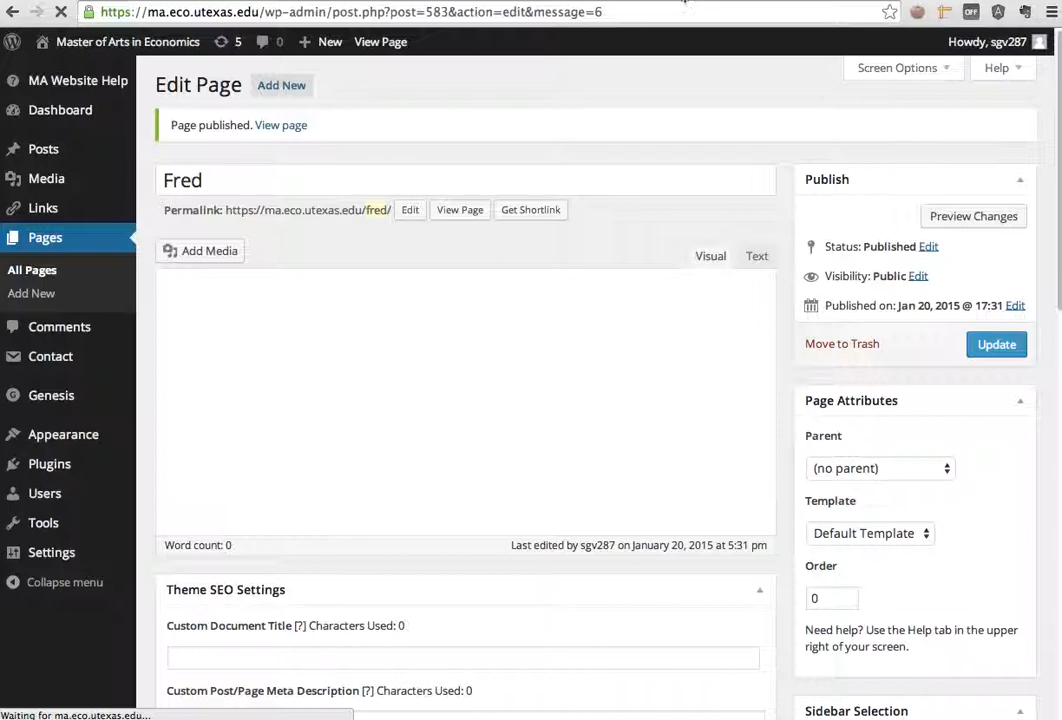 https://ma.eco.utexas.edu/wp-admin/post.php?post=583&action=edit&message=6
OFF
Master of Arts in Economics 5 0 New View Page Howdy, sgv287
Screen Options Help
MA Website Help
Dashboard
Posts
Media
Links
Pages
All Pages
Add New
Comments
Contact
Genesis
Appearance
Plugins
Users
Tools
Settings
Collapse menu
Edit Page Add New
Page published. View page
Fred
Permalink: https://ma.eco.utexas.edu/fred/ Edit View Page Get Shortlink
Add Media
Visual Text
Word count: 0 Last edited by sgv287 on January 20, 2015 at 5:31 pm
Theme SEO Settings
Custom Document Title [?] Characters Used: 0
Custom Post/Page Meta Description [?] Characters Used: 0
Publish
Preview Changes
Status: Published Edit
Visibility: Public Edit
Published on: Jan 20, 2015 @ 17:31 Edit
Move to Trash Update
Page Attributes
Parent
(no parent)
Template
Default Template
Order
0
Need help? Use the Help tab in the upper
right of your screen.
Sidebar Selection
Waiting for ma.eco.utexas.edu...